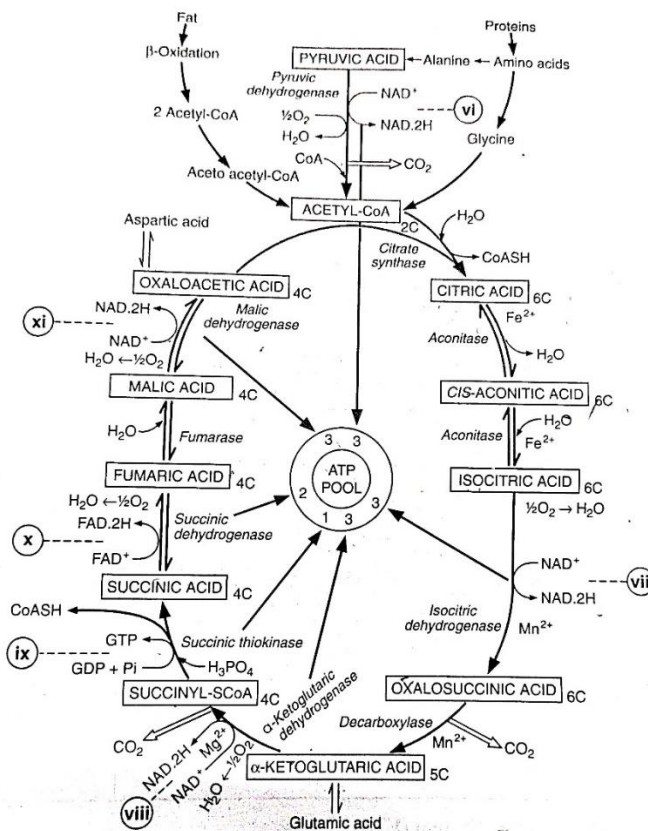 Fat
β-Oxidation
2 Acetyl-CoA
Aceto acetyl-CoA
PYRUVIC ACID
Alanine
Amino acids
Proteins
Glycine
Pyruvic
dehydrogenase
NAD⁺
vi
½O₂
H₂O
NAD.2H
CoA
CO₂
ACETYL-CoA
2C
H₂O
Citrate
synthase
CoASH
Aspartic acid
OXALOACETIC ACID
4C
CITRIC ACID
6C
xi
NAD.2H
NAD⁺
Malic
dehydrogenase
H₂O ← ½O₂
Fe²⁺
Aconitase
H₂O
MALIC ACID
4C
CIS-ACONITIC ACID
6C
H₂O
Fumarase
Aconitase
H₂O
Fe²⁺
FUMARIC ACID
4C
ISOCITRIC ACID
6C
3 3
2 3
1 3
ATP
POOL
H₂O ← ½O₂
FAD.2H
x
FAD⁺
Succinic
dehydrogenase
½O₂ → H₂O
NAD⁺
vii
NAD.2H
SUCCINIC ACID
4C
Isocitric
dehydrogenase
Mn²⁺
CoASH
GTP
ix
GDP + Pi
Succinic thiokinase
H₃PO₄
SUCCINYL-SCoA
4C
α-Ketoglutaric
dehydrogenase
OXALOSUCCINIC ACID
6C
Decarboxylase
Mn²⁺
CO₂
CO₂
NAD.2H
Mg²⁺
NAD⁺
H₂O ← ½O₂
viii
α-KETOGLUTARIC ACID
5C
Glutamic acid